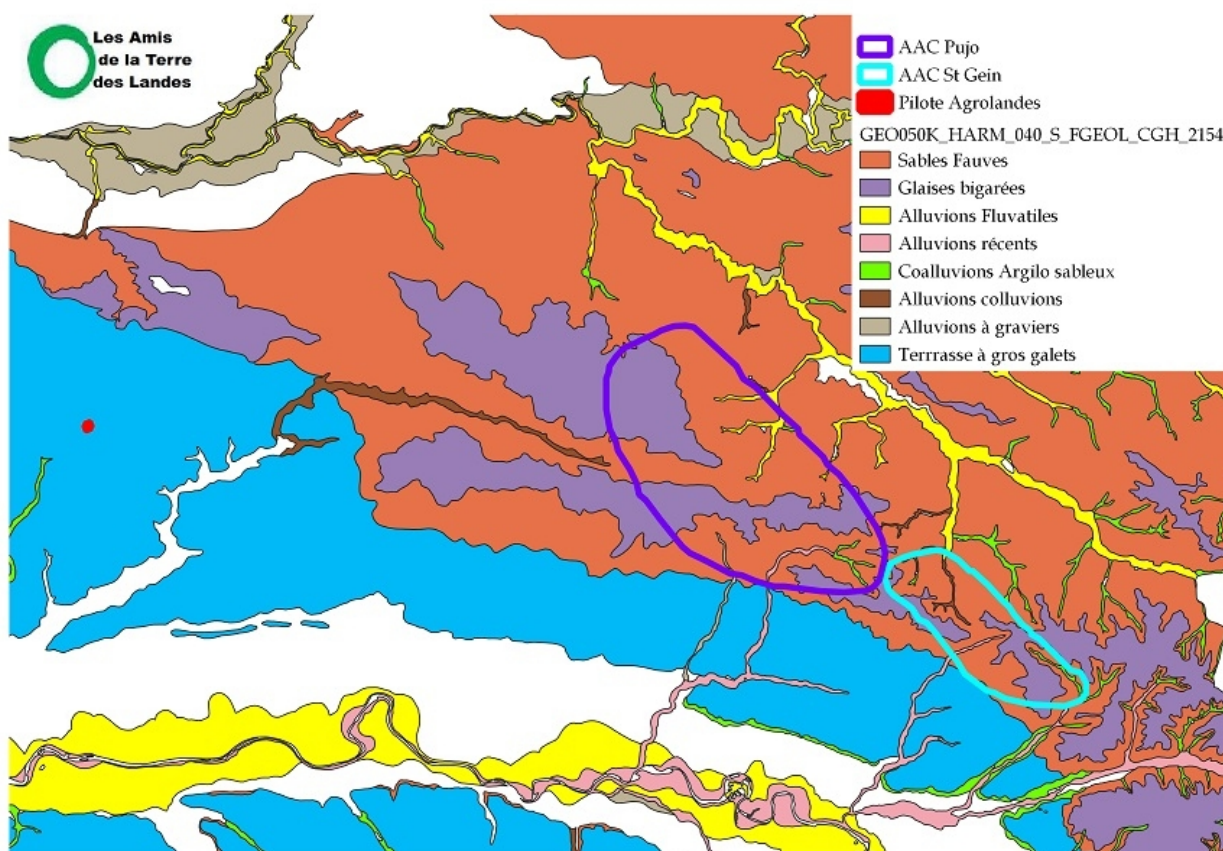 Les Amis
de la Terre
des Landes
AAC Pujo
AAC St Gein
Pilote Agrolandes
GEO050K_HARM_040_S_FGEOL_CGH_2154
Sables Fauves
Glaises bigarées
Alluvions Fluvatiles
Alluvions récents
Coalluvions Argilo sableux
Alluvions colluvions
Alluvions à graviers
Terrrasse à gros galets